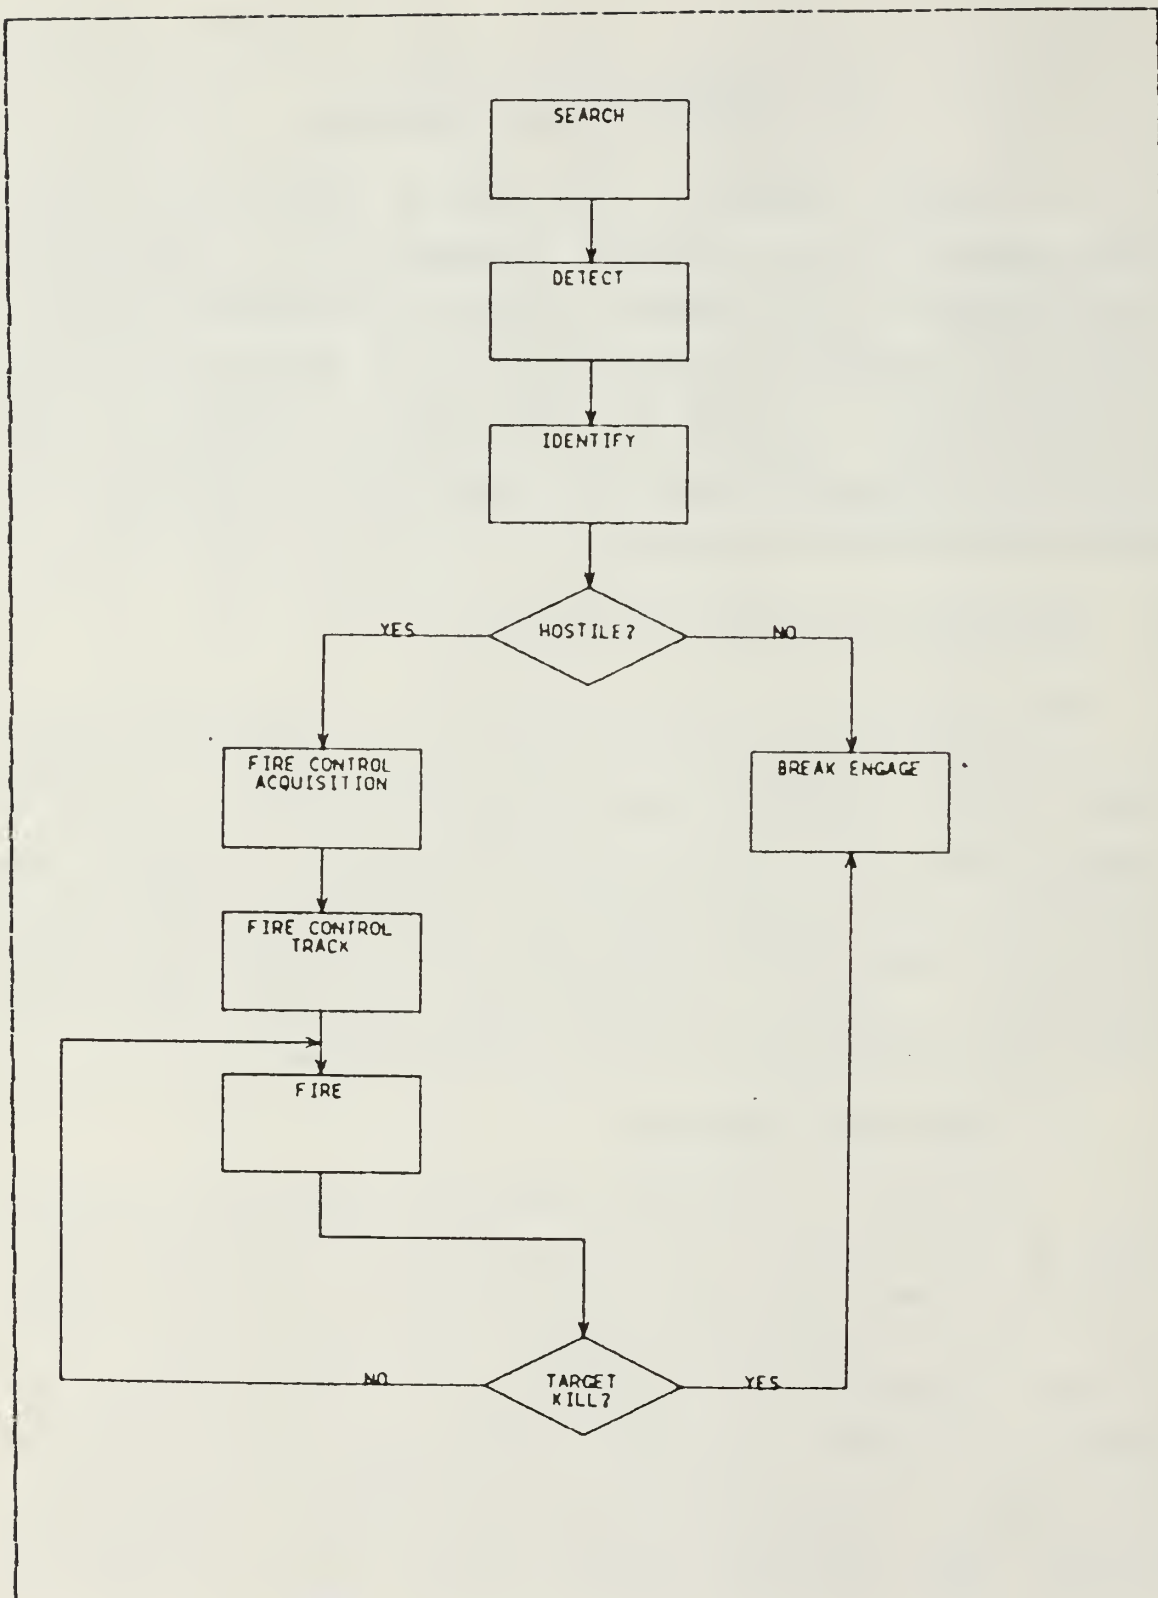 SEARCH
DETECT
IDENTIFY
HOSTILE?
YES
NO
FIRE CONTROL
ACQUISITION
BREAK ENGAGE
FIRE CONTROL
TRACK
FIRE
NO
TARGET
KILL?
YES